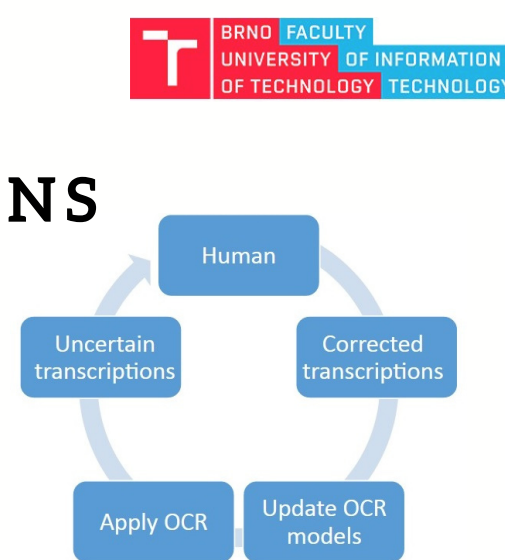 BRNO FACULTY
UNIVERSITY OF INFORMATION
OF TECHNOLOGY TECHNOLOGY
NS
Human
Corrected
transcriptions
Update OCR
models
Apply OCR
Uncertain
transcriptions